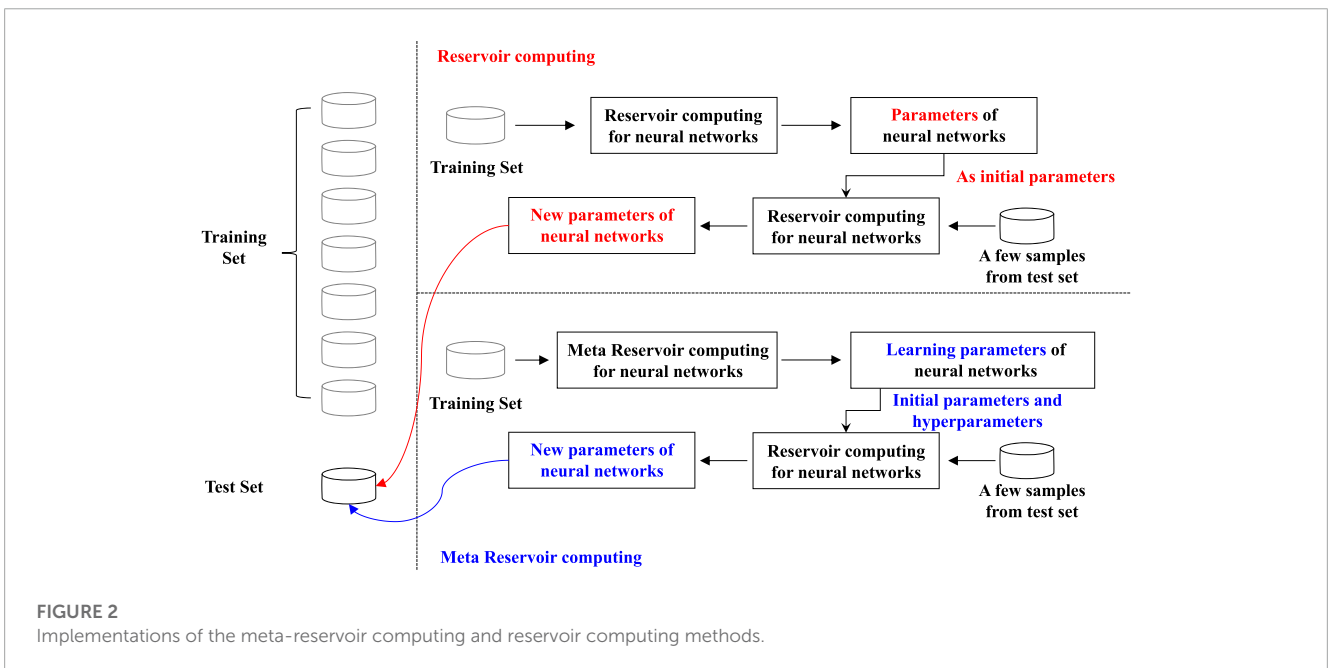 Training
Set
Test Set
Reservoir computing
Training Set
Reservoir computing
for neural networks
Parameters of
neural networks
As initial parameters
New parameters of
neural networks
Reservoir computing
for neural networks
A few samples
from test set
Training Set
Meta Reservoir computing
for neural networks
Learning parameters of
neural networks
Initial parameters and
hyperparameters
New parameters of
neural networks
Reservoir computing
for neural networks
A few samples
from test set
Meta Reservoir computing
FIGURE 2
Implementations of the meta-reservoir computing and reservoir computing methods.